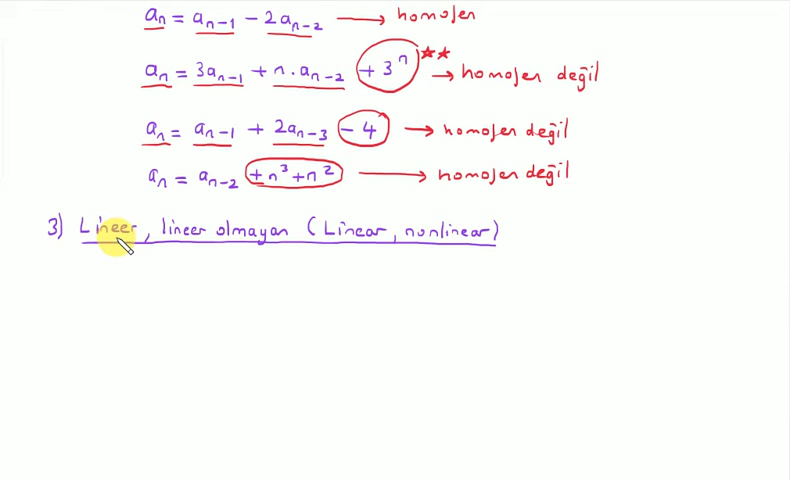 aₙ = aₙ₋₁ - 2aₙ₋₂ → homojen
aₙ = 3aₙ₋₁ + n.aₙ₋₂ + 3ⁿ ★★ → homojen değil
aₙ = aₙ₋₁ + 2aₙ₋₃ - 4 → homojen değil
aₙ = aₙ₋₂ + n³ + n² → homojen değil
3) Lineer, lineer olmayan (Linear, nonlinear)